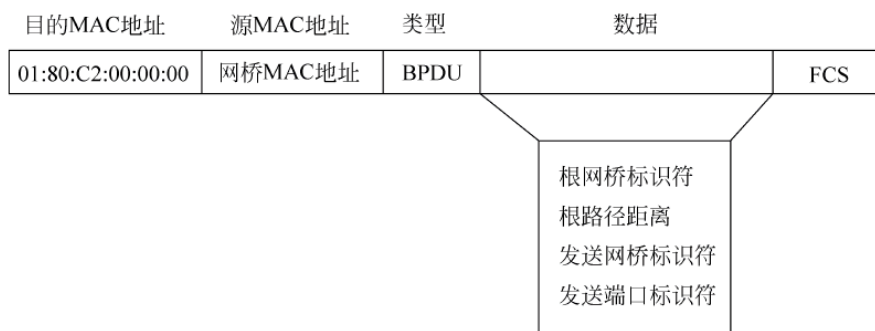 目的MAC地址 源MAC地址 类型 数据
01:80:C2:00:00:00 网桥MAC地址 BPDU FCS
根网桥标识符
根路径距离
发送网桥标识符
发送端口标识符